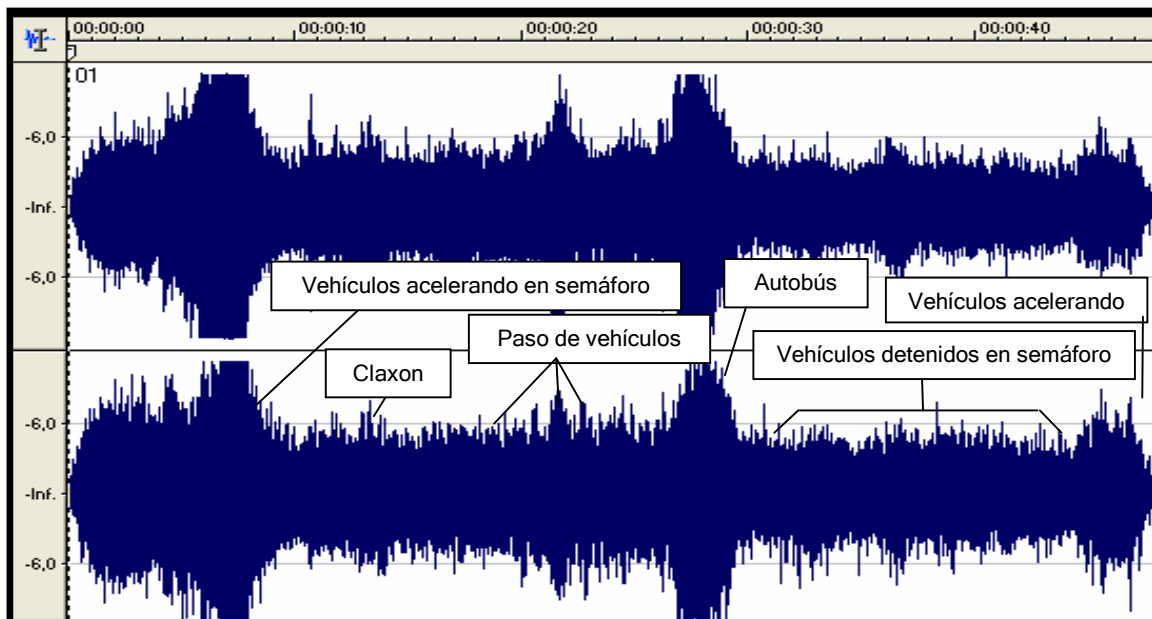 00:00:00 00:00:10 00:00:20 00:00:30 00:00:40
01
-6,0
-Inf.
-6,0
Vehículos acelerando en semáforo
Autobús
Vehículos acelerando
Paso de vehículos
Vehículos detenidos en semáforo
Claxon
-6,0
-Inf.
-6,0